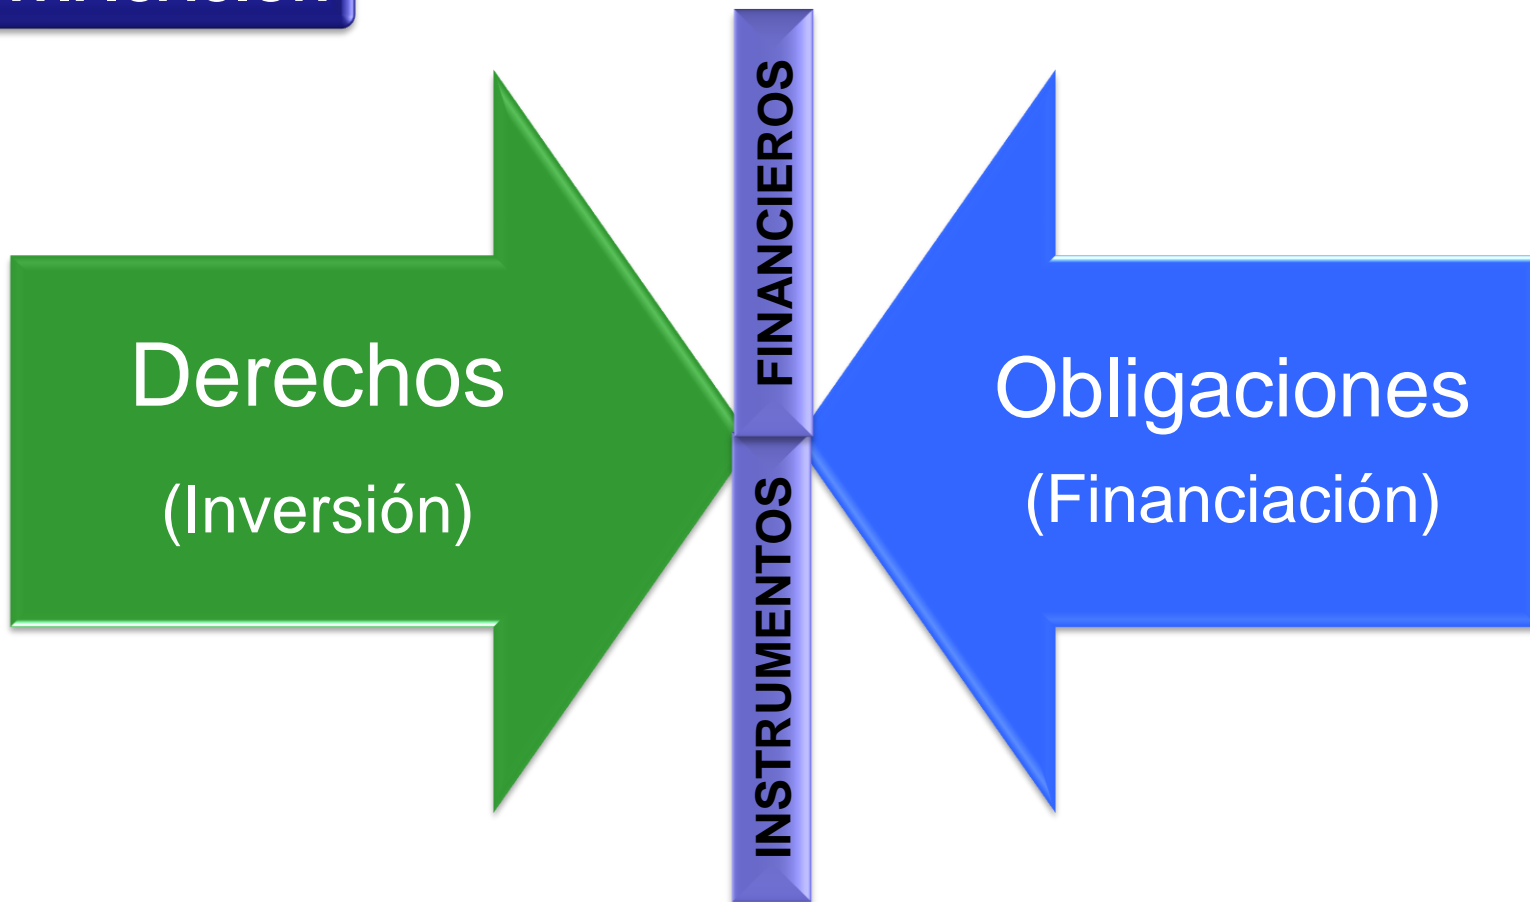 Derechos
(Inversión)
INSTRUMENTOS FINANCIEROS
Obligaciones
(Financiación)